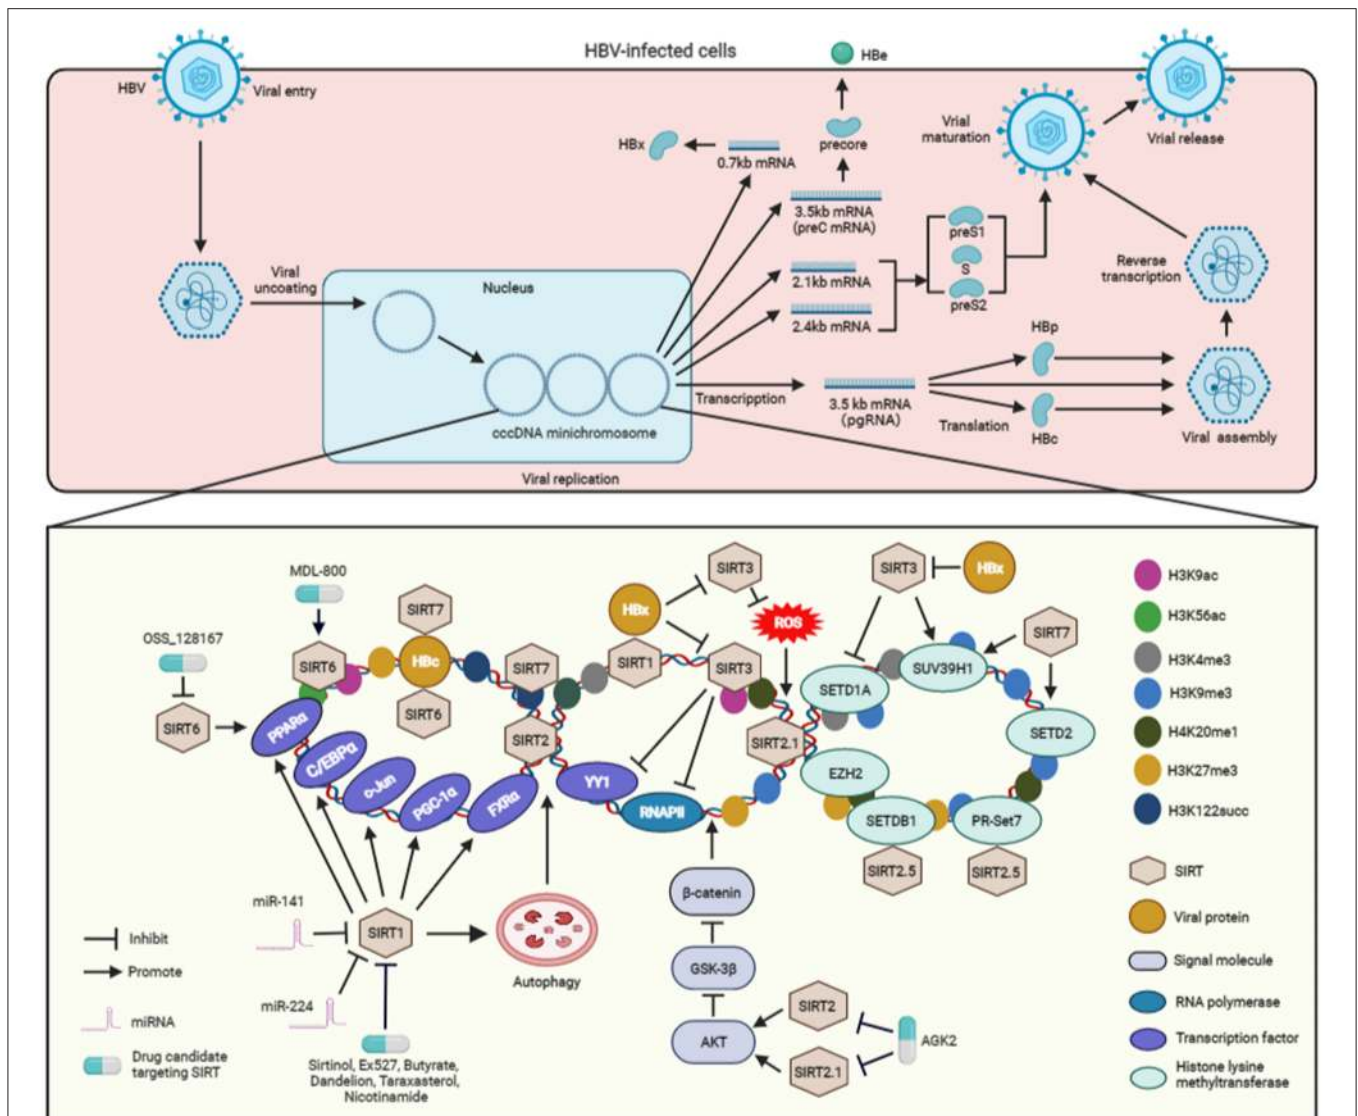 HBV-infected cells
HBV
Viral entry
HBe
precore
HBx
0.7kb mRNA
3.5kb mRNA
(preC mRNA)
Vrial
maturation
Vrial release
preS1
S
preS2
2.1kb mRNA
2.4kb mRNA
Reverse
transcription
Viral
uncoating
Nucleus
cccDNA minichromosome
Viral replication
Transcripption
3.5 kb mRNA
(pgRNA)
HBp
Translation
HBc
Viral assembly
MDL-800
OSS_128167
SIRT6
SIRT6
SIRT7
HBc
SIRT6
SIRT7
SIRT2
HBx
SIRT1
SIRT3
SIRT3
ROS
SIRT2.1
SIRT3
HBx
SETD1A
SUV39H1
SIRT7
SETD2
EZH2
SETDB1
PR-Set7
SIRT2.5
SIRT2.5
PPARα
C/EBPα
c-Jun
PGC-1α
FXRα
YY1
RNAPII
β-catenin
GSK-3β
AKT
SIRT2
SIRT2.1
AGK2
miR-141
SIRT1
miR-224
Autophagy
Sirtinol, Ex527, Butyrate,
Dandelion, Taraxasterol,
Nicotinamide
Inhibit
Promote
miRNA
Drug candidate
targeting SIRT
H3K9ac
H3K56ac
H3K4me3
H3K9me3
H4K20me1
H3K27me3
H3K122succ
SIRT
Viral protein
Signal molecule
RNA polymerase
Transcription factor
Histone lysine
methyltransferase